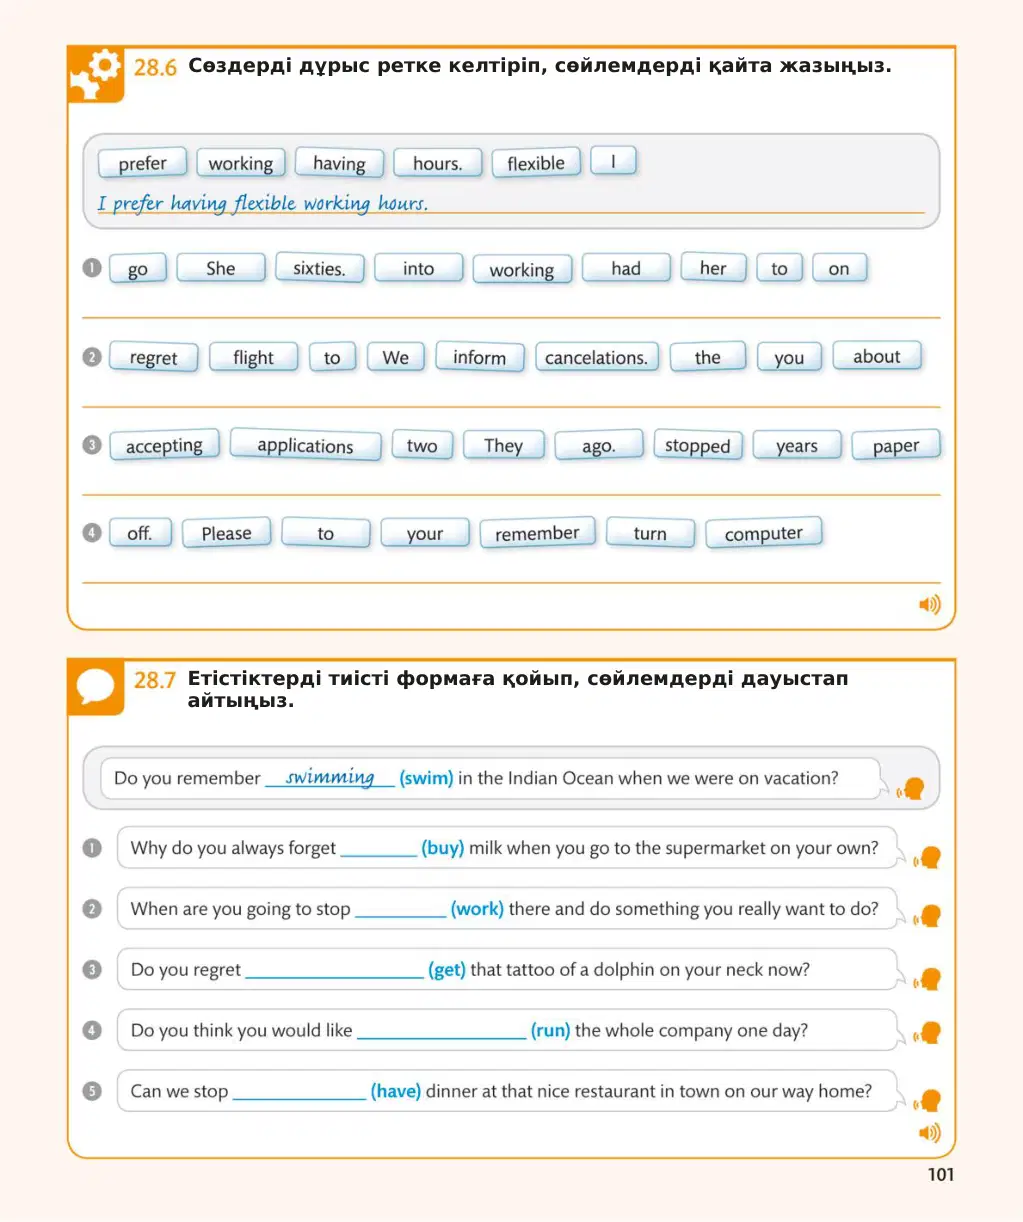 28.6 Сөздерді дұрыс ретке келтіріп, сөйлемдерді қайта жазыңыз.
prefer working having hours. flexible I
I prefer having flexible working hours.
1 go She sixties. into working had her to on
2 regret flight to We inform cancelations. the you about
3 accepting applications two They ago. stopped years paper
4 off. Please to your remember turn computer
28.7 Етістіктерді тиісті формаға қойып, сөйлемдерді дауыстап
айтыңыз.
Do you remember swimming (swim) in the Indian Ocean when we were on vacation?
1 Why do you always forget ________ (buy) milk when you go to the supermarket on your own?
2 When are you going to stop ________ (work) there and do something you really want to do?
3 Do you regret ________ (get) that tattoo of a dolphin on your neck now?
4 Do you think you would like ________ (run) the whole company one day?
5 Can we stop ________ (have) dinner at that nice restaurant in town on our way home?
101